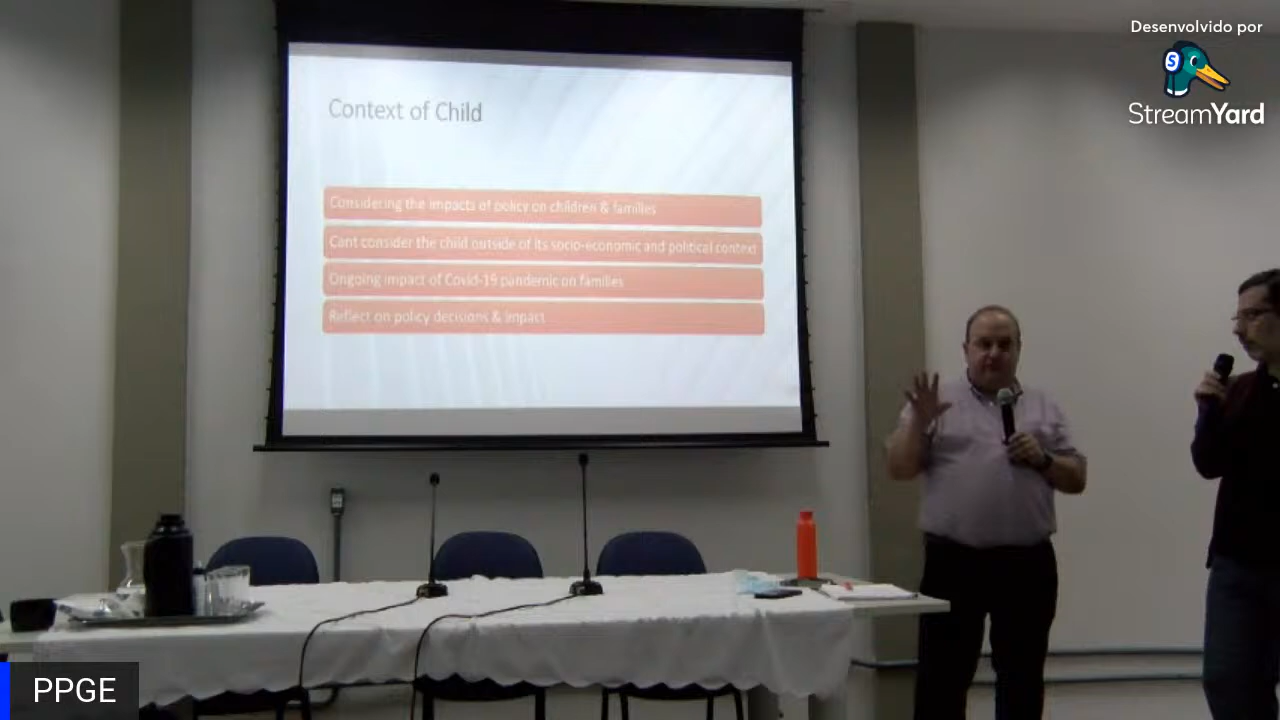 Desenvolvido por
S
StreamYard
Context of Child
Considering the impacts of policy on children & families
Cant consider the child outside of its socio-economic and political context
Ongoing impact of Covid-19 pandemic on families
Reflect on policy decisions & impact
PPGE